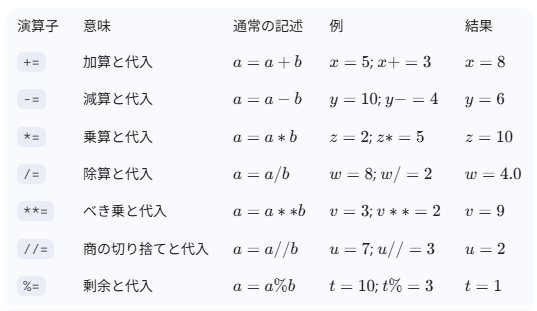 演算子 意味 通常の記述 例 結果
+= 加算と代入 a = a + b x = 5; x+ = 3 x = 8
-= 減算と代入 a = a − b y = 10; y− = 4 y = 6
*= 乗算と代入 a = a ∗ b z = 2; z∗ = 5 z = 10
/= 除算と代入 a = a/b w = 8; w/ = 2 w = 4.0
**= べき乗と代入 a = a ∗ ∗b v = 3; v ∗ ∗ = 2 v = 9
//= 商の切り捨てと代入 a = a//b u = 7; u// = 3 u = 2
%= 剰余と代入 a = a%b t = 10; t% = 3 t = 1